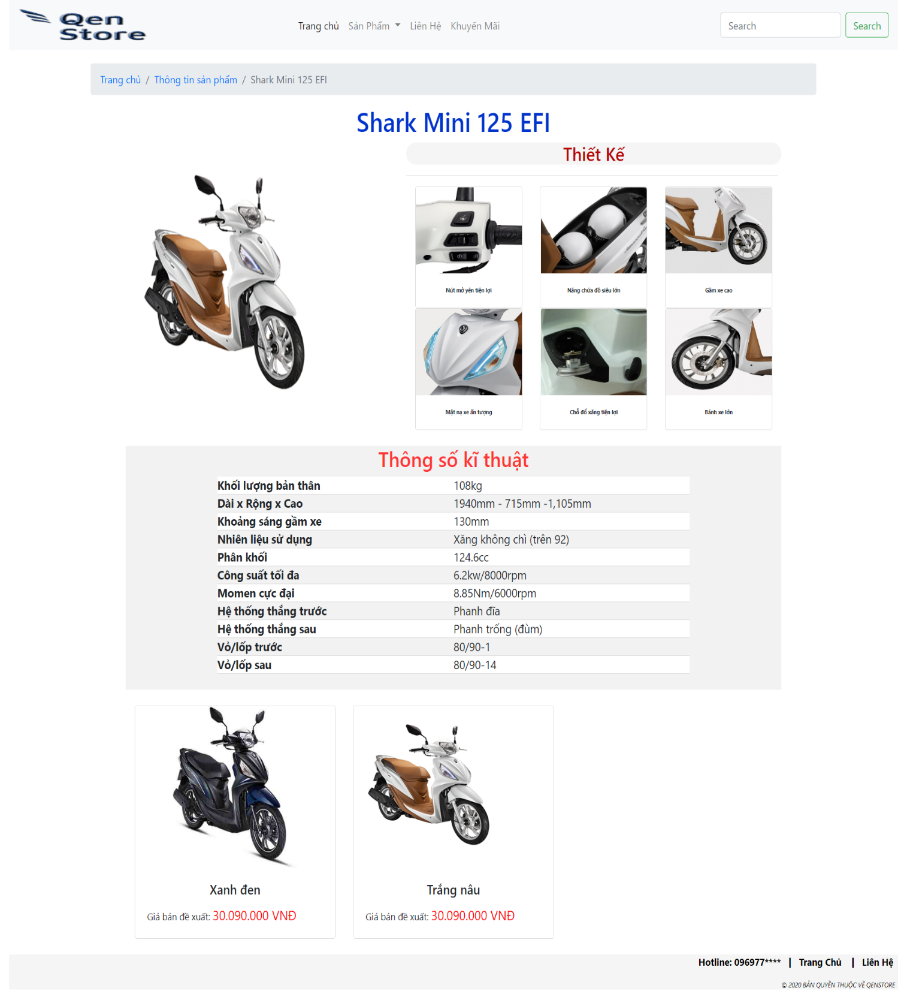 Qen
Store
Trang chủ Sản Phẩm Liên Hệ Khuyến Mãi Search Search
Trang chủ / Thông tin sản phẩm / Shark Mini 125 EFI
Shark Mini 125 EFI
Thiết Kế
Nút mở yên tiện lợi
Năng chứa đồ siêu lớn
Gầm xe cao
Mặt nạ xe ấn tượng
Chỗ đổ xăng tiện lợi
Bánh xe lớn
Thông số kĩ thuật
Khối lượng bản thân 108kg
Dài x Rộng x Cao 1940mm - 715mm -1,105mm
Khoảng sáng gầm xe 130mm
Nhiên liệu sử dụng Xăng không chì (trên 92)
Phân khối 124.6cc
Công suất tối đa 6.2kw/8000rpm
Momen cực đại 8.85Nm/6000rpm
Hệ thống thắng trước Phanh đĩa
Hệ thống thắng sau Phanh trống (đùm)
Vỏ/lốp trước 80/90-1
Vỏ/lốp sau 80/90-14
Xanh đen
Giá bán đề xuất: 30.090.000 VNĐ
Trắng nâu
Giá bán đề xuất: 30.090.000 VNĐ
Hotline: 096977**** | Trang Chủ | Liên Hệ
© 2020 BẢN QUYỀN THUỘC VỀ QENSTORE